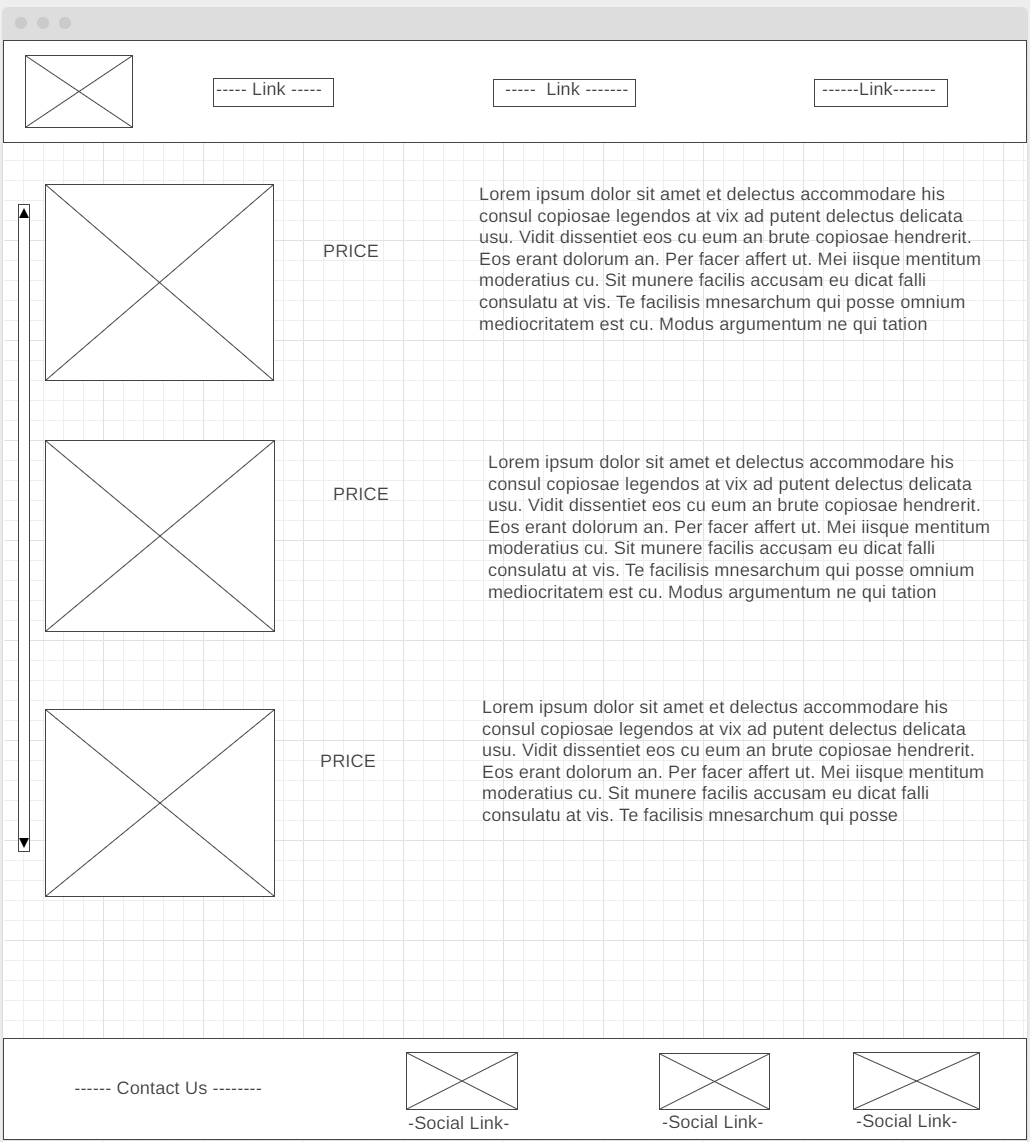 ----- Link -----
-----  Link -------
------Link-------
PRICE
Lorem ipsum dolor sit amet et delectus accommodare his
consul copiosae legendos at vix ad putent delectus delicata
usu. Vidit dissentiet eos cu eum an brute copiosae hendrerit.
Eos erant dolorum an. Per facer affert ut. Mei iisque mentitum
moderatius cu. Sit munere facilis accusam eu dicat falli
consulatu at vis. Te facilisis mnesarchum qui posse omnium
mediocritatem est cu. Modus argumentum ne qui tation
PRICE
Lorem ipsum dolor sit amet et delectus accommodare his
consul copiosae legendos at vix ad putent delectus delicata
usu. Vidit dissentiet eos cu eum an brute copiosae hendrerit.
Eos erant dolorum an. Per facer affert ut. Mei iisque mentitum
moderatius cu. Sit munere facilis accusam eu dicat falli
consulatu at vis. Te facilisis mnesarchum qui posse omnium
mediocritatem est cu. Modus argumentum ne qui tation
PRICE
Lorem ipsum dolor sit amet et delectus accommodare his
consul copiosae legendos at vix ad putent delectus delicata
usu. Vidit dissentiet eos cu eum an brute copiosae hendrerit.
Eos erant dolorum an. Per facer affert ut. Mei iisque mentitum
moderatius cu. Sit munere facilis accusam eu dicat falli
consulatu at vis. Te facilisis mnesarchum qui posse
------ Contact Us --------
-Social Link-
-Social Link-
-Social Link-